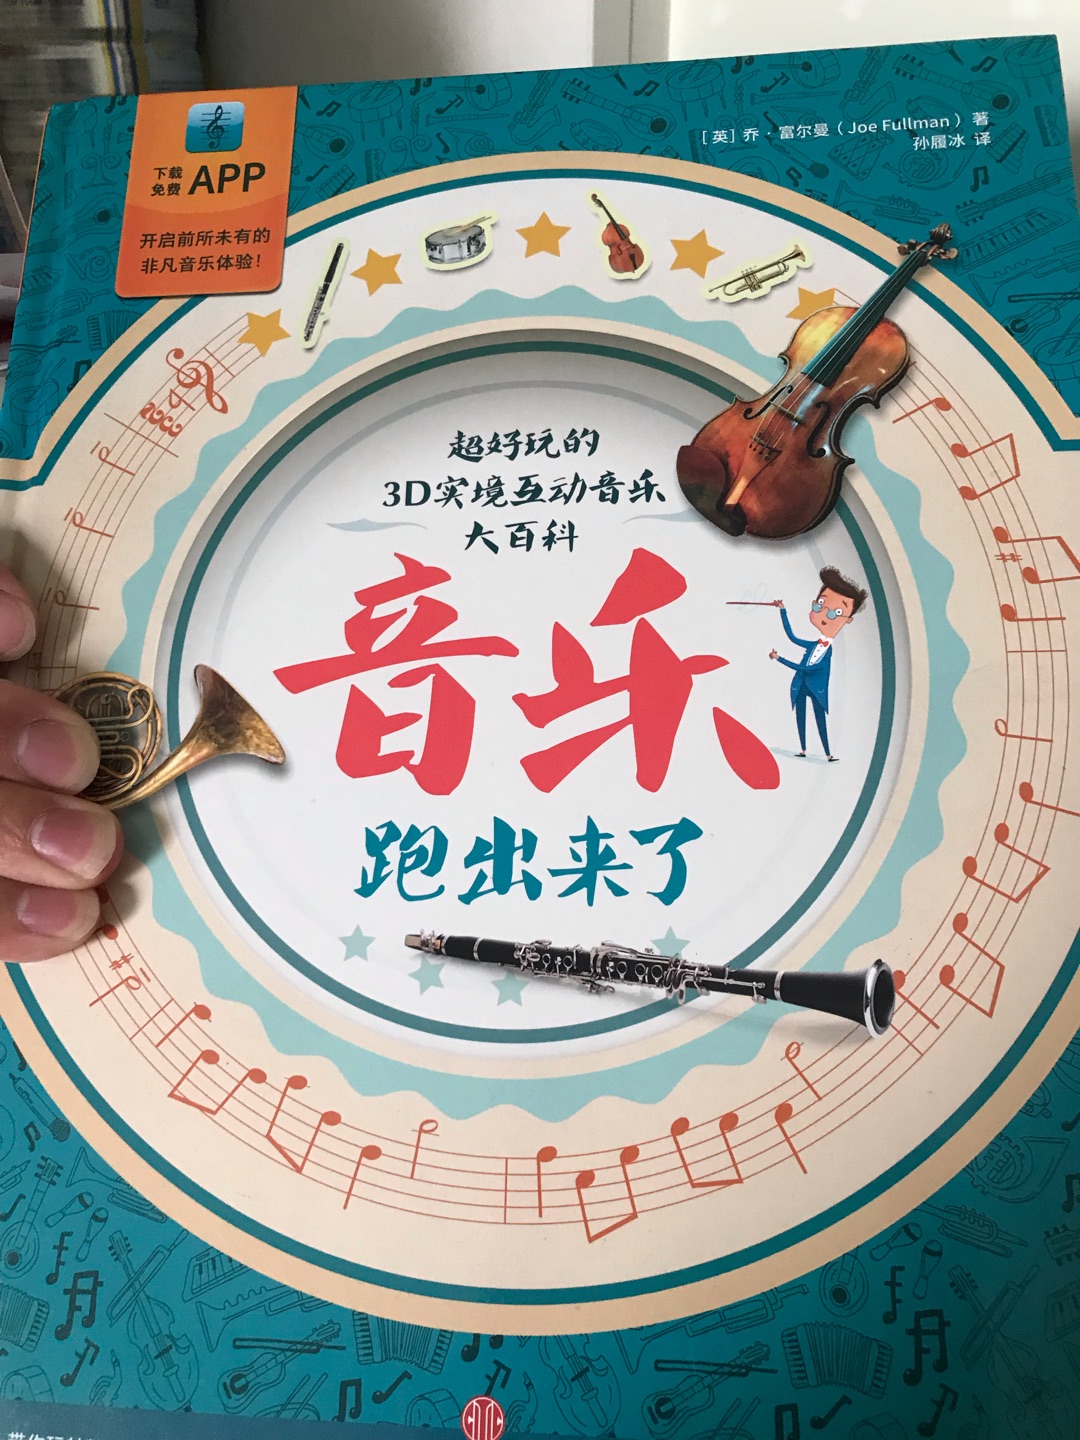 [英] 乔·富尔曼（Joe Fullman）著
孙履冰 译
下载
免费 APP
开启前所未有的
非凡音乐体验！
超好玩的
3D实境互动音乐
大百科
音乐
跑出来了